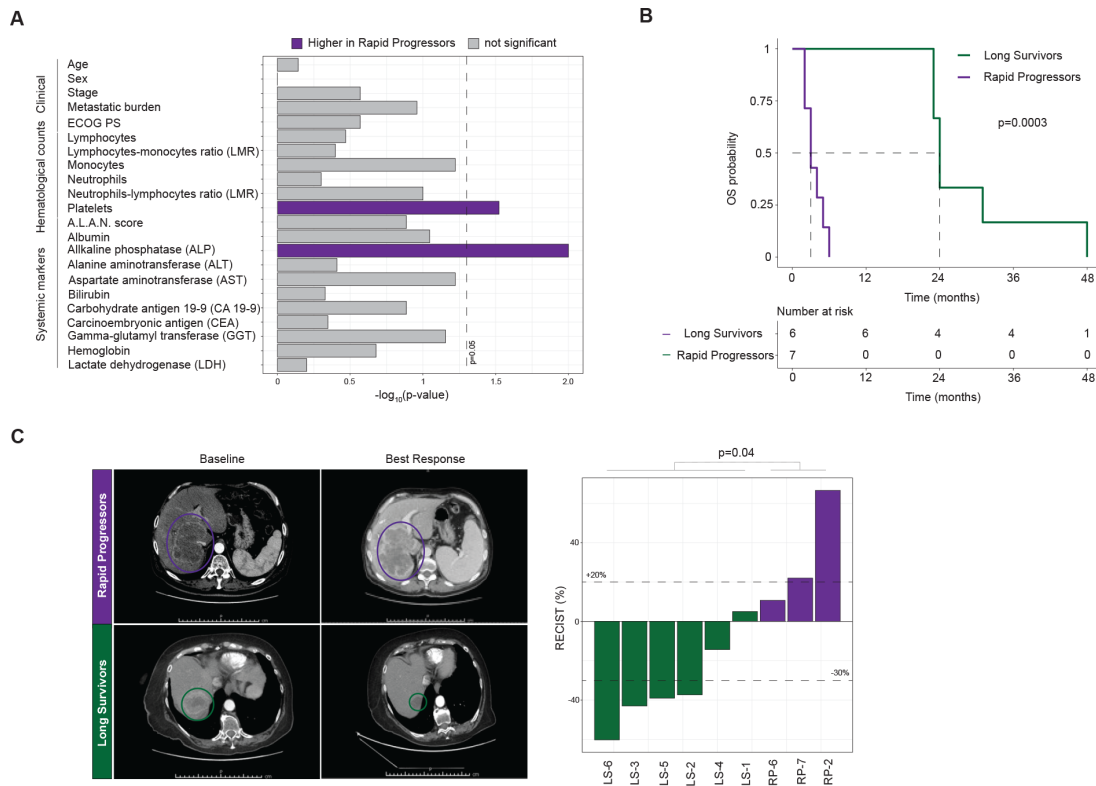 A
Higher in Rapid Progressors
not significant
Clinical
Hematological counts
Systemic markers
Age
Sex
Stage
Metastatic burden
ECOG PS
Lymphocytes
Lymphocytes-monocytes ratio (LMR)
Monocytes
Neutrophils
Neutrophils-lymphocytes ratio (LMR)
Platelets
A.L.A.N. score
Albumin
Allkaline phosphatase (ALP)
Alanine aminotransferase (ALT)
Aspartate aminotransferase (AST)
Bilirubin
Carbohydrate antigen 19-9 (CA 19-9)
Carcinoembryonic antigen (CEA)
Gamma-glutamyl transferase (GGT)
Hemoglobin
Lactate dehydrogenase (LDH)
p=0.05
0 0.5 1 1.5 2.0
-log10(p-value)
B
Long Survivors
Rapid Progressors
p=0.0003
OS probability
1
0.75
0.5
0.25
0
0 12 24 36 48
Time (months)
Number at risk
Long Survivors 6 6 4 4 1
Rapid Progressors 7 0 0 0 0
0 12 24 36 48
Time (months)
C
Baseline
Best Response
Rapid Progressors
Long Survivors
cm
cm
cm
cm
p=0.04
RECIST (%)
40
0
-40
+20%
-30%
LS-6 LS-3 LS-5 LS-2 LS-4 LS-1 RP-6 RP-7 RP-2